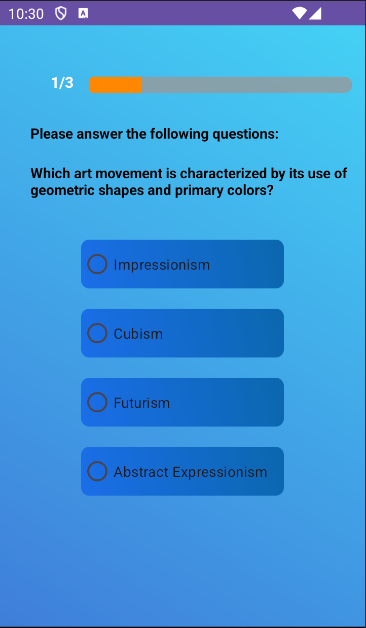 10:30
1/3
Please answer the following questions:
Which art movement is characterized by its use of
geometric shapes and primary colors?
Impressionism
Cubism
Futurism
Abstract Expressionism